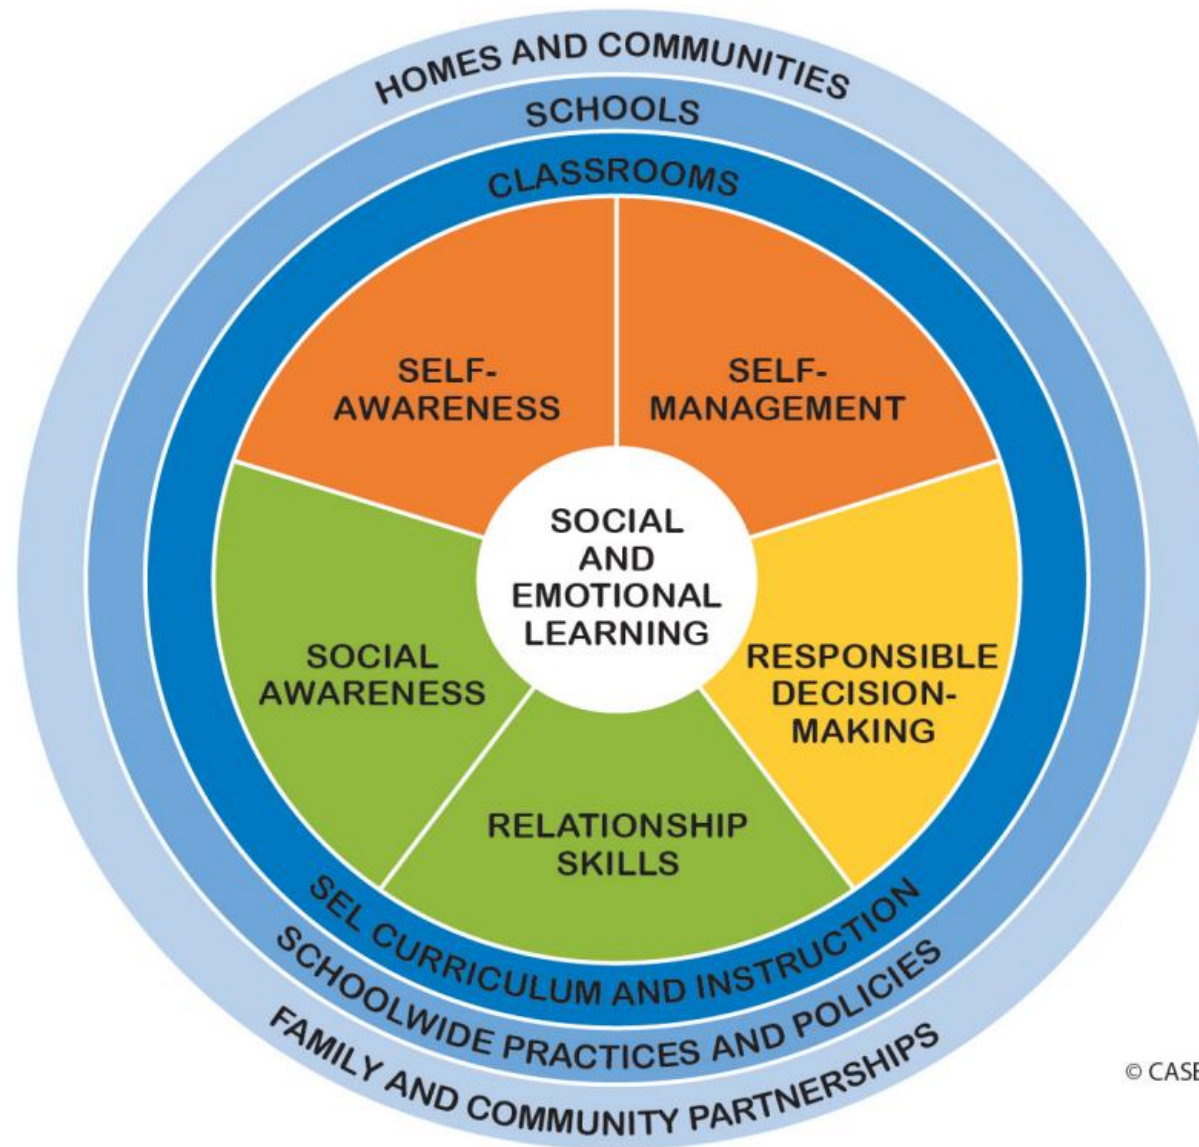 HOMES AND COMMUNITIES
SCHOOLS
CLASSROOMS
SELF-
AWARENESS
SELF-
MANAGEMENT
SOCIAL
AND
EMOTIONAL
LEARNING
SOCIAL
AWARENESS
RESPONSIBLE
DECISION-
MAKING
RELATIONSHIP
SKILLS
SEL CURRICULUM AND INSTRUCTION
SCHOOLWIDE PRACTICES AND POLICIES
FAMILY AND COMMUNITY PARTNERSHIPS
©